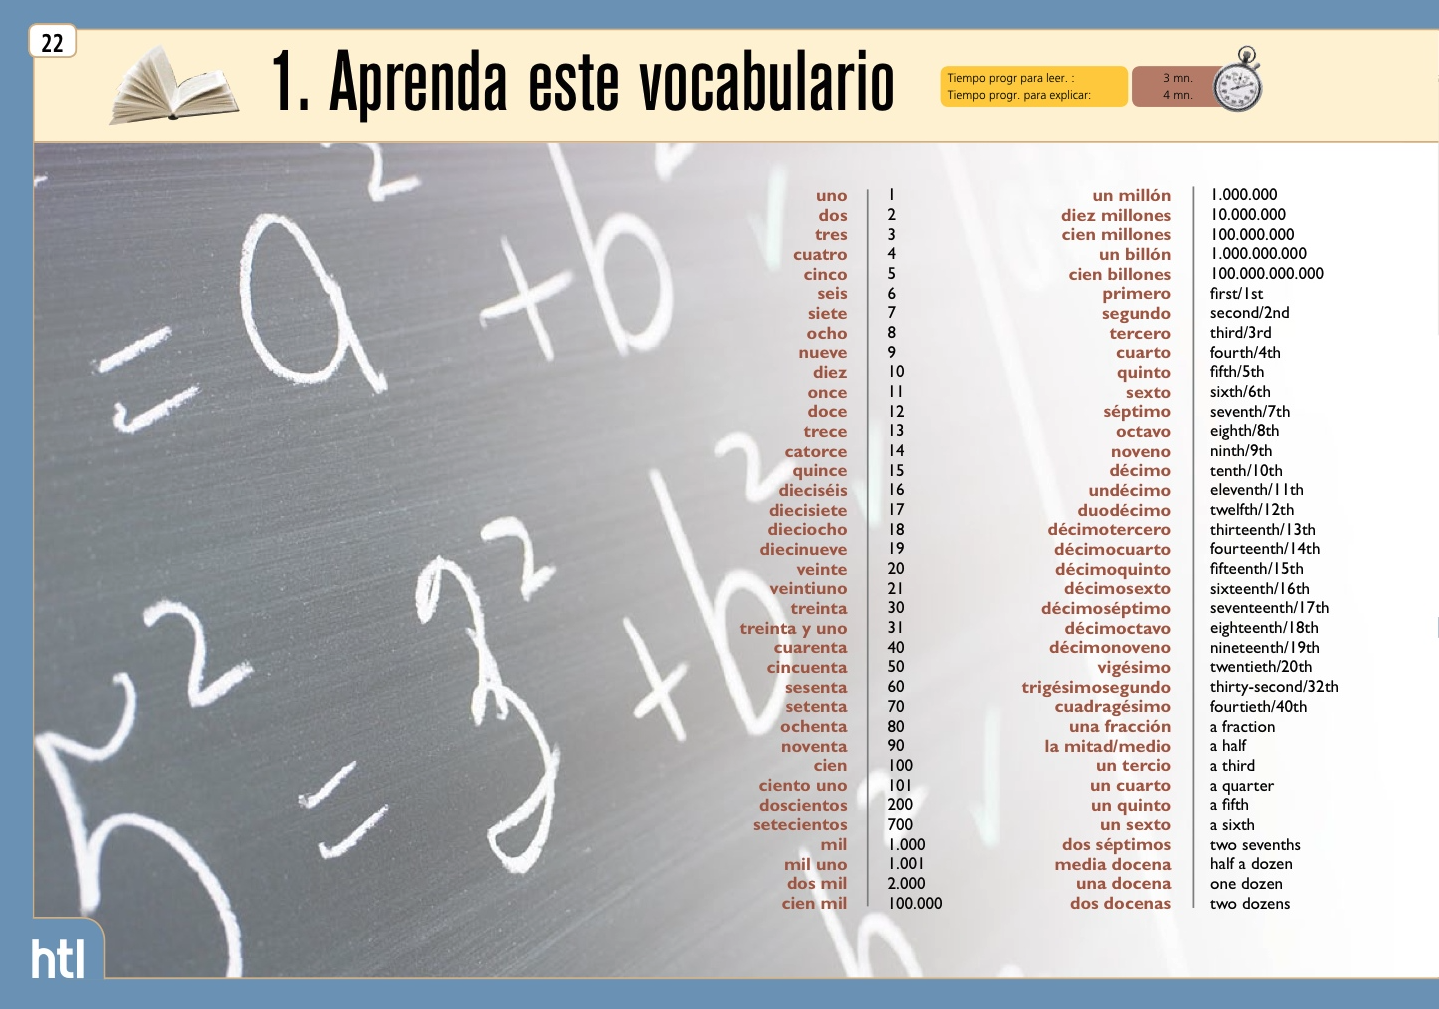 22
1. Aprenda este vocabulario
Tiempo progr para leer. : 3 mn.
Tiempo progr. para explicar: 4 mn.
uno 1
dos 2
tres 3
cuatro 4
cinco 5
seis 6
siete 7
ocho 8
nueve 9
diez 10
once 11
doce 12
trece 13
catorce 14
quince 15
dieciséis 16
diecisiete 17
dieciocho 18
diecinueve 19
veinte 20
veintiuno 21
treinta 30
treinta y uno 31
cuarenta 40
cincuenta 50
sesenta 60
setenta 70
ochenta 80
noventa 90
cien 100
ciento uno 101
doscientos 200
setecientos 700
mil 1.000
mil uno 1.001
dos mil 2.000
cien mil 100.000
un millón 1.000.000
diez millones 10.000.000
cien millones 100.000.000
un billón 1.000.000.000
cien billones 100.000.000.000
primero first/1st
segundo second/2nd
tercero third/3rd
cuarto fourth/4th
quinto fifth/5th
sexto sixth/6th
séptimo seventh/7th
octavo eighth/8th
noveno ninth/9th
décimo tenth/10th
undécimo eleventh/11th
duodécimo twelfth/12th
décimotercero thirteenth/13th
décimocuarto fourteenth/14th
décimoquinto fifteenth/15th
décimosexto sixteenth/16th
décimoséptimo seventeenth/17th
décimoctavo eighteenth/18th
décimonoveno nineteenth/19th
vigésimo twentieth/20th
trigésimosegundo thirty-second/32th
cuadragésimo fourtieth/40th
una fracción a fraction
la mitad/medio a half
un tercio a third
un cuarto a quarter
un quinto a fifth
un sexto a sixth
dos séptimos two sevenths
media docena half a dozen
una docena one dozen
dos docenas two dozens
= a² + b²
= 3² + b²
htl